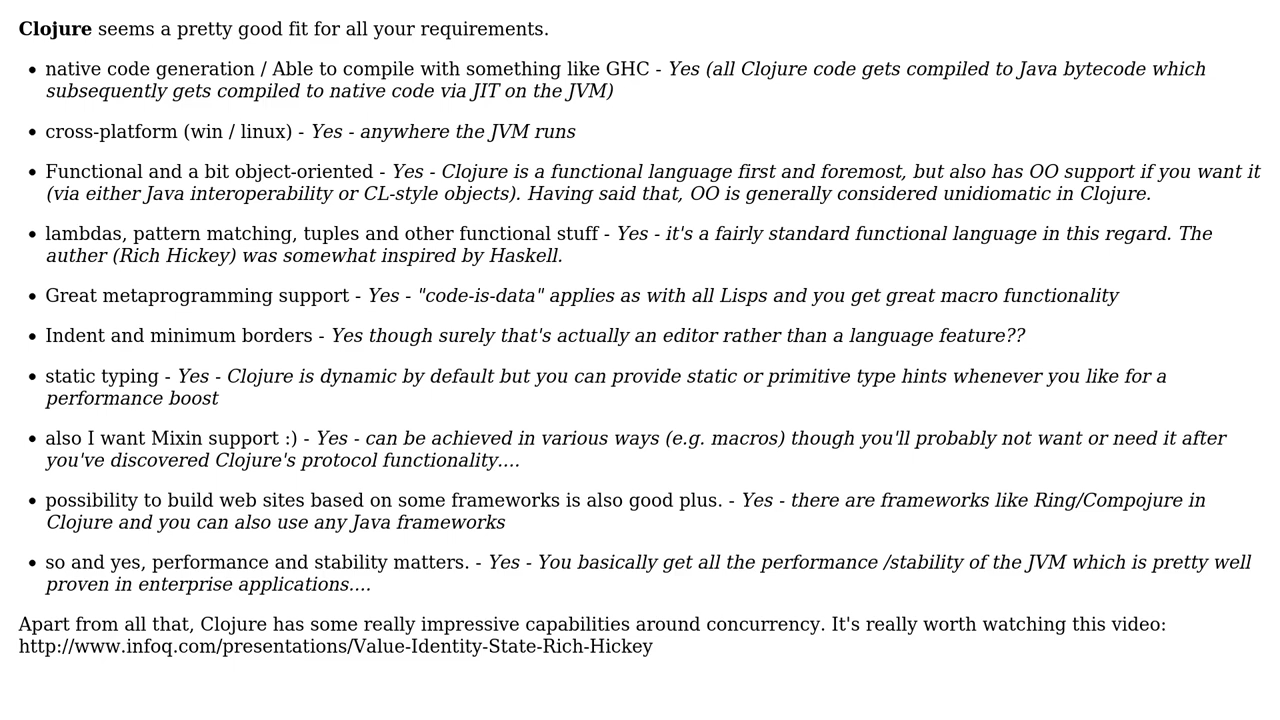 Clojure seems a pretty good fit for all your requirements.
• native code generation / Able to compile with something like GHC - Yes (all Clojure code gets compiled to Java bytecode which
subsequently gets compiled to native code via JIT on the JVM)
• cross-platform (win / linux) - Yes - anywhere the JVM runs
• Functional and a bit object-oriented - Yes - Clojure is a functional language first and foremost, but also has OO support if you want it
(via either Java interoperability or CL-style objects). Having said that, OO is generally considered unidiomatic in Clojure.
• lambdas, pattern matching, tuples and other functional stuff - Yes - it's a fairly standard functional language in this regard. The
auther (Rich Hickey) was somewhat inspired by Haskell.
• Great metaprogramming support - Yes - "code-is-data" applies as with all Lisps and you get great macro functionality
• Indent and minimum borders - Yes though surely that's actually an editor rather than a language feature??
• static typing - Yes - Clojure is dynamic by default but you can provide static or primitive type hints whenever you like for a
performance boost
• also I want Mixin support :) - Yes - can be achieved in various ways (e.g. macros) though you'll probably not want or need it after
you've discovered Clojure's protocol functionality....
• possibility to build web sites based on some frameworks is also good plus. - Yes - there are frameworks like Ring/Compojure in
Clojure and you can also use any Java frameworks
• so and yes, performance and stability matters. - Yes - You basically get all the performance /stability of the JVM which is pretty well
proven in enterprise applications....
Apart from all that, Clojure has some really impressive capabilities around concurrency. It's really worth watching this video:
http://www.infoq.com/presentations/Value-Identity-State-Rich-Hickey